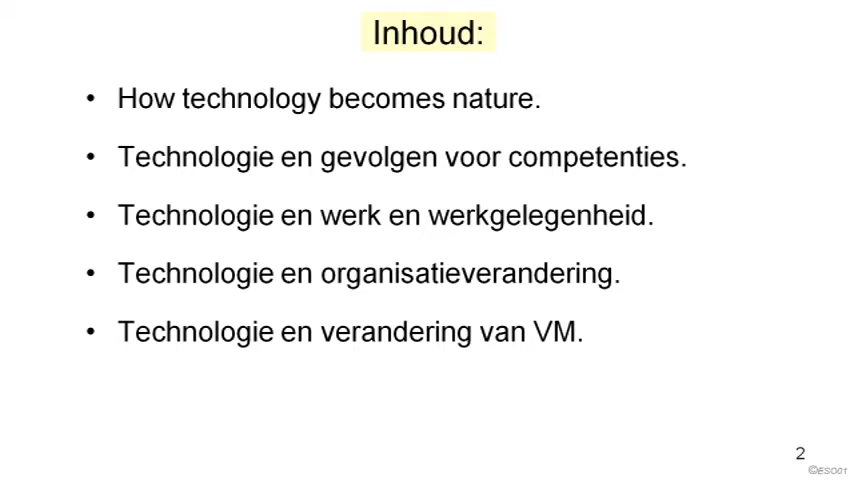 Inhoud:
• How technology becomes nature.
• Technologie en gevolgen voor competenties.
• Technologie en werk en werkgelegenheid.
• Technologie en organisatieverandering.
• Technologie en verandering van VM.
2
©ESO01